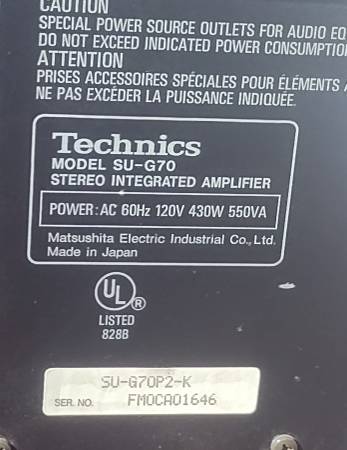 CAUTION
SPECIAL POWER SOURCE OUTLETS FOR AUDIO EQ
DO NOT EXCEED INDICATED POWER CONSUMPTIO
ATTENTION
PRISES ACCESSOIRES SPÉCIALES POUR ÉLÉMENTS
NE PAS EXCÉDER LA PUISSANCE INDIQUÉE.
Technics
MODEL SU-G70
STEREO INTEGRATED AMPLIFIER
POWER:AC 60Hz 120V 430W 550VA
Matsushita Electric Industrial Co., Ltd.
Made in Japan
UL ®
LISTED
828B
SU-G70P2-K
SER. NO. FM0CA01646